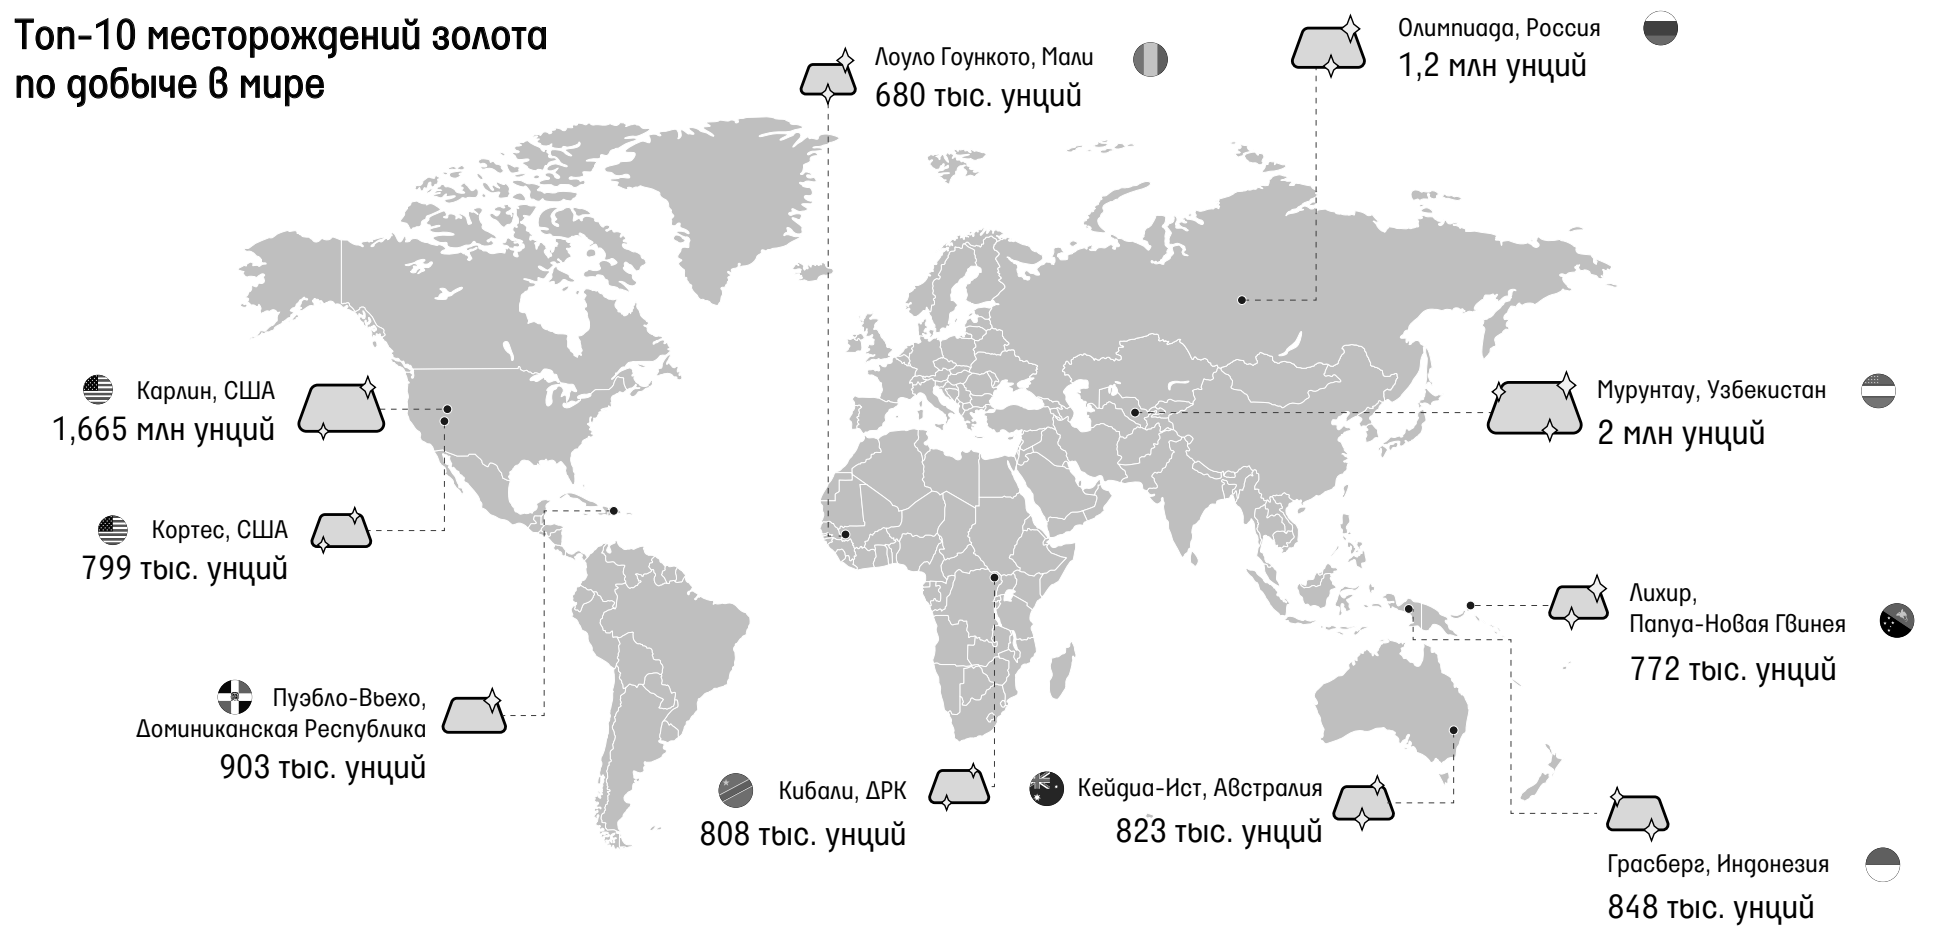 Топ-10 месторождений золота
по добыче в мире
Лоуло Гоункото, Мали
680 тыс. унций
Олимпиада, Россия
1,2 млн унций
Карлин, США
1,665 млн унций
Мурунтау, Узбекистан
2 млн унций
Кортес, США
799 тыс. унций
Лихир,
Папуа-Новая Гвинея
772 тыс. унций
Пуэбло-Вьехо,
Доминиканская Республика
903 тыс. унций
Кибали, ДРК
808 тыс. унций
Кейдиа-Ист, Австралия
823 тыс. унций
Грасберг, Индонезия
848 тыс. унций